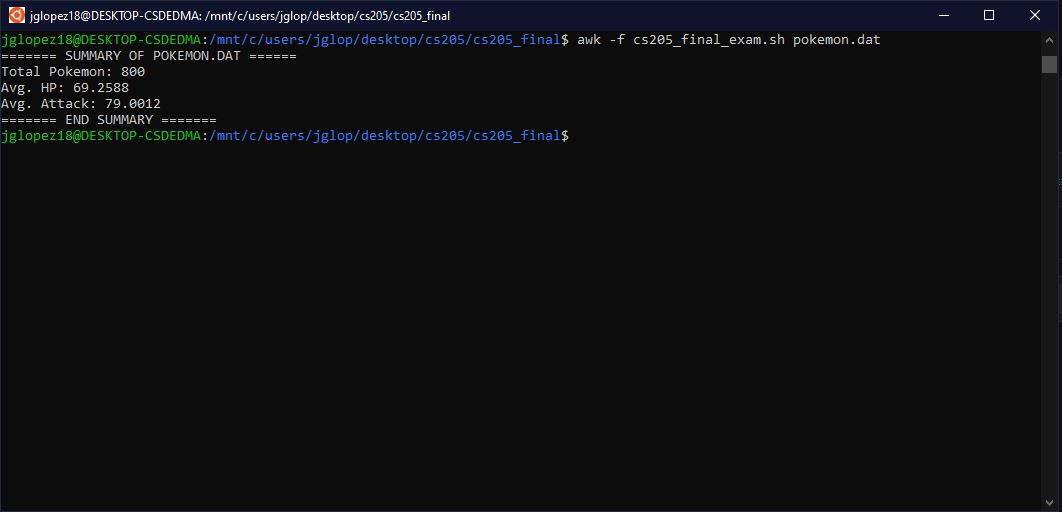 jglopez18@DESKTOP-CSDEDMA: /mnt/c/users/jglop/desktop/cs205/cs205_final
jglopez18@DESKTOP-CSDEDMA:/mnt/c/users/jglop/desktop/cs205/cs205_final$ awk -f cs205_final_exam.sh pokemon.dat
======= SUMMARY OF POKEMON.DAT ======
Total Pokemon: 800
Avg. HP: 69.2588
Avg. Attack: 79.0012
======= END SUMMARY =======
jglopez18@DESKTOP-CSDEDMA:/mnt/c/users/jglop/desktop/cs205/cs205_final$